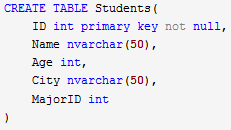 CREATE TABLE Students(
ID int primary key not null,
Name nvarchar(50),
Age int,
City nvarchar(50),
MajorID int
)